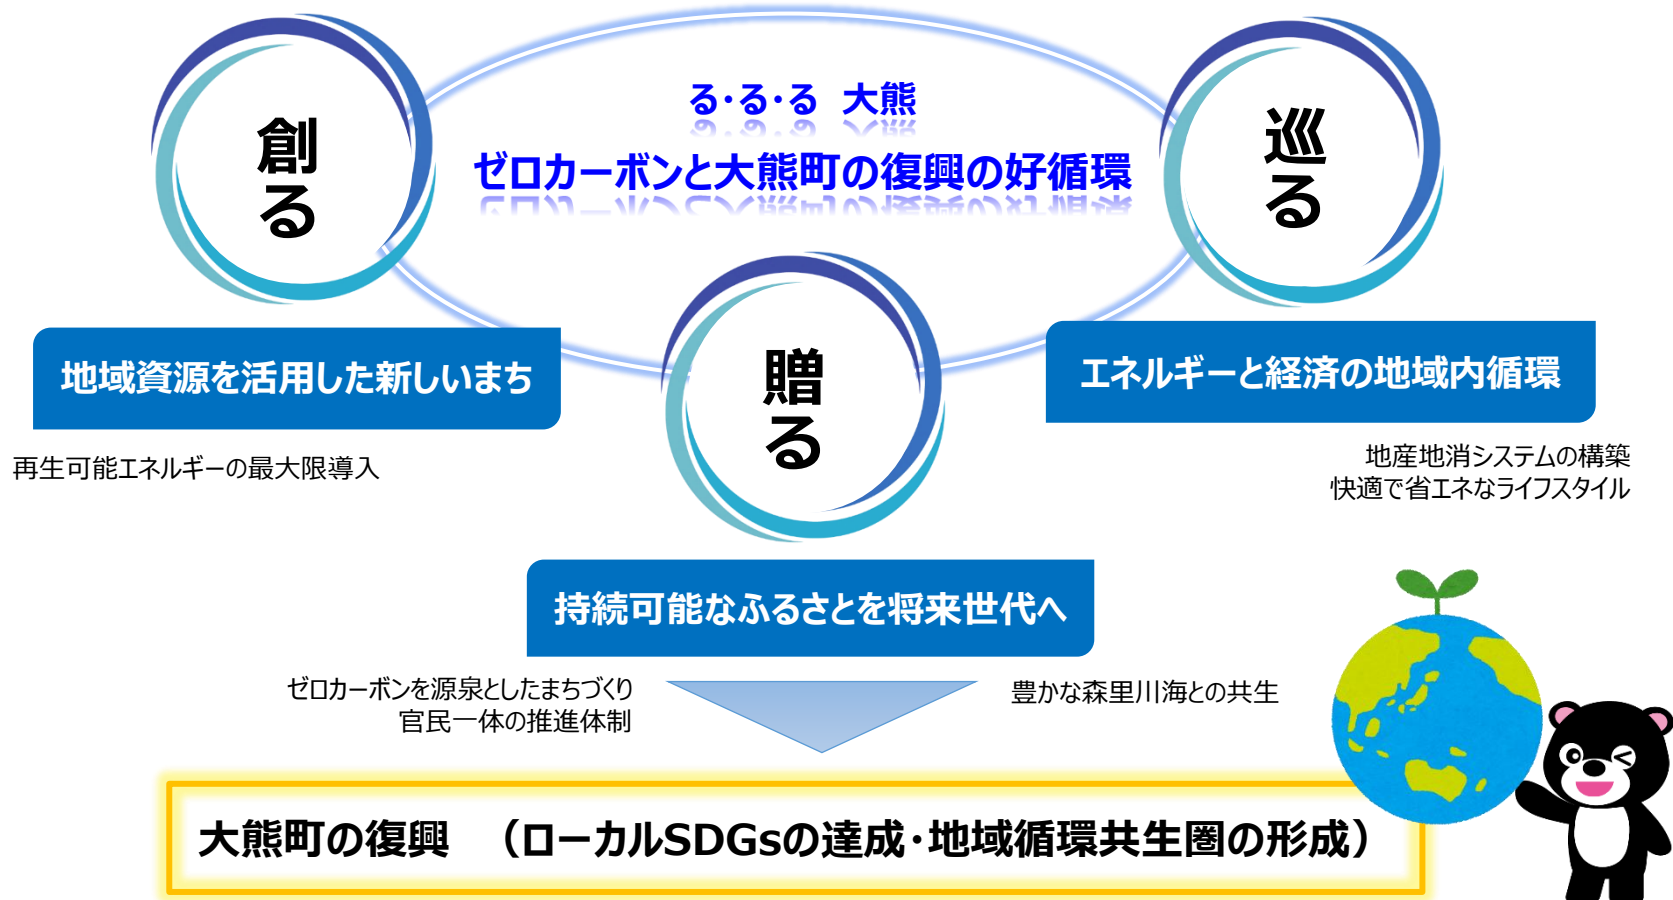 る・る・る 大熊
ゼロカーボンと大熊町の復興の好循環
創る
地域資源を活用した新しいまち
再生可能エネルギーの最大限導入
巡る
エネルギーと経済の地域内循環
地産地消システムの構築
快適で省エネなライフスタイル
贈る
持続可能なふるさとを将来世代へ
ゼロカーボンを源泉としたまちづくり
官民一体の推進体制
豊かな森里川海との共生
大熊町の復興 （ローカルSDGsの達成・地域循環共生圏の形成）